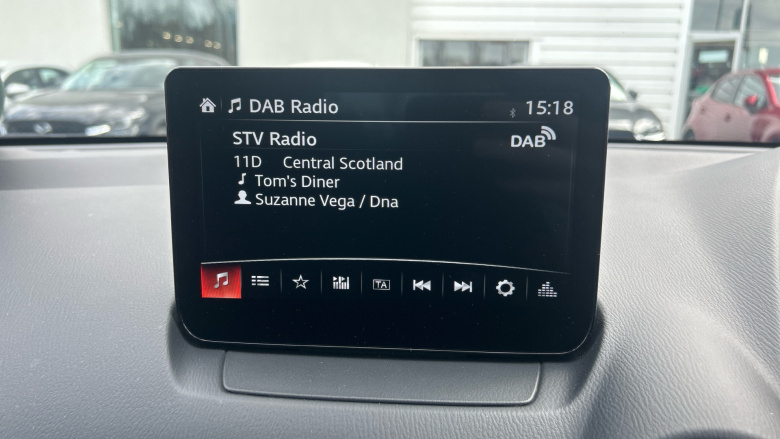 DAB Radio 15:18
STV Radio DAB
11D Central Scotland
Tom's Diner
Suzanne Vega / Dna
TA